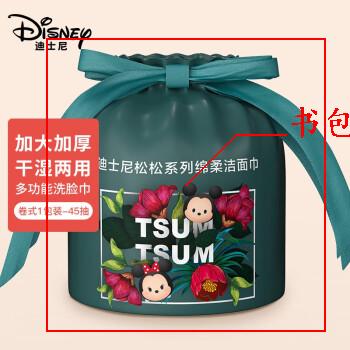 Disney
迪士尼
书包
加大加厚
干湿两用
多功能洗脸巾
卷式1包装-45抽
迪士尼松松系列绵柔洁面巾
TSUM
TSUM